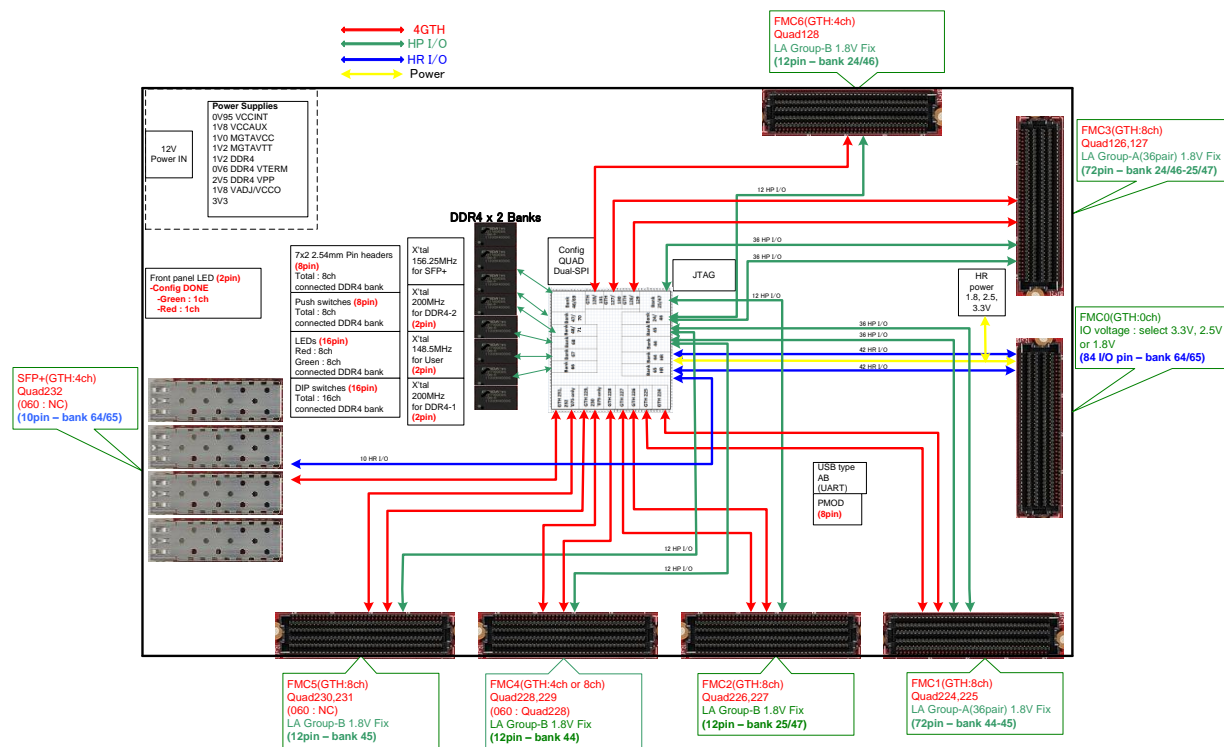 4GTH
HP I/O
HR I/O
Power
FMC6(GTH:4ch)
Quad128
LA Group-B 1.8V Fix
(12pin – bank 24/46)
12V
Power IN
Power Supplies
0V95 VCCINT
1V8 VCCAUX
1V0 MGTAVCC
1V2 MGTAVTT
1V2 DDR4
0V6 DDR4 VTERM
2V5 DDR4 VPP
1V8 VADJ/VCCO
3V3
FMC3(GTH:8ch)
Quad126,127
LA Group-A(36pair) 1.8V Fix
(72pin – bank 24/46-25/47)
12 HP I/O
DDR4 x 2 Banks
36 HP I/O
36 HP I/O
Config
QUAD
Dual-SPI
JTAG
HR
power
1.8, 2.5,
3.3V
7x2 2.54mm Pin headers
(8pin)
Total : 8ch
connected DDR4 bank
Push switches (8pin)
Total : 8ch
connected DDR4 bank
LEDs (16pin)
Red : 8ch
Green : 8ch
connected DDR4 bank
DIP switches (16pin)
Total : 16ch
connected DDR4 bank
X'tal
156.25MHz
for SFP+
X'tal
200MHz
for DDR4-2
(2pin)
X'tal
148.5MHz
for User
(2pin)
X'tal
200MHz
for DDR4-1
(2pin)
Front panel LED (2pin)
-Config DONE
-Green : 1ch
-Red : 1ch
12 HP I/O
36 HP I/O
36 HP I/O
42 HR I/O
42 HR I/O
FMC0(GTH:0ch)
IO voltage : select 3.3V, 2.5V
or 1.8V
(84 I/O pin – bank 64/65)
SFP+(GTH:4ch)
Quad232
(060 : NC)
(10pin – bank 64/65)
10 HR I/O
USB type
AB
(UART)
PMOD
(8pin)
12 HP I/O
12 HP I/O
FMC5(GTH:8ch)
Quad230,231
(060 : NC)
LA Group-B 1.8V Fix
(12pin – bank 45)
FMC4(GTH:4ch or 8ch)
Quad228,229
(060 : Quad228)
LA Group-B 1.8V Fix
(12pin – bank 44)
FMC2(GTH:8ch)
Quad226,227
LA Group-B 1.8V Fix
(12pin – bank 25/47)
FMC1(GTH:8ch)
Quad224,225
LA Group-A(36pair) 1.8V Fix
(72pin – bank 44-45)